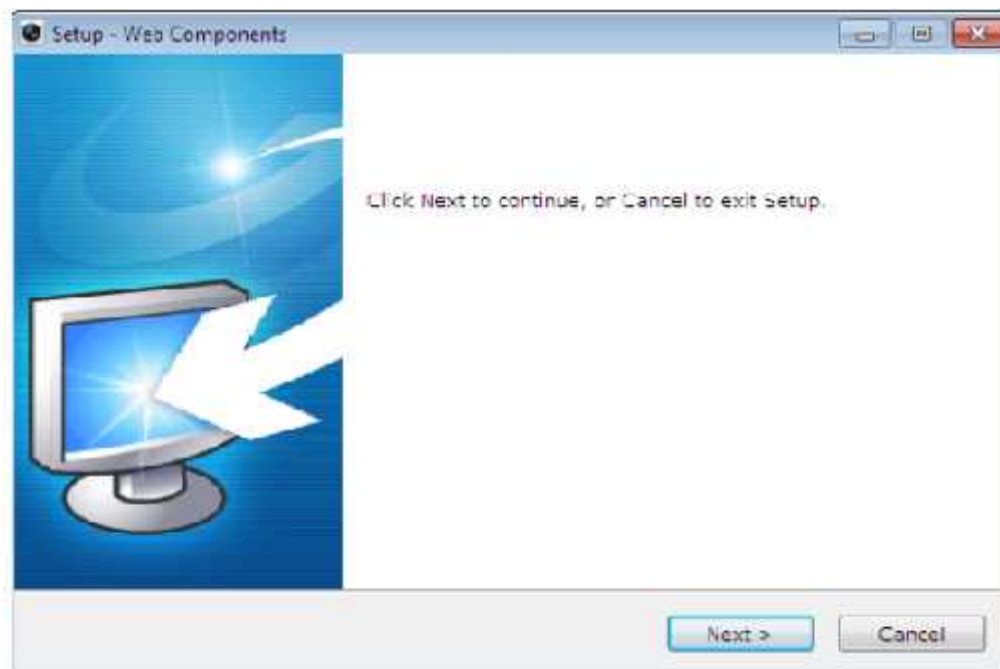 Setup - Web Components
Click Next to continue, or Cancel to exit Setup.
Next >
Cancel